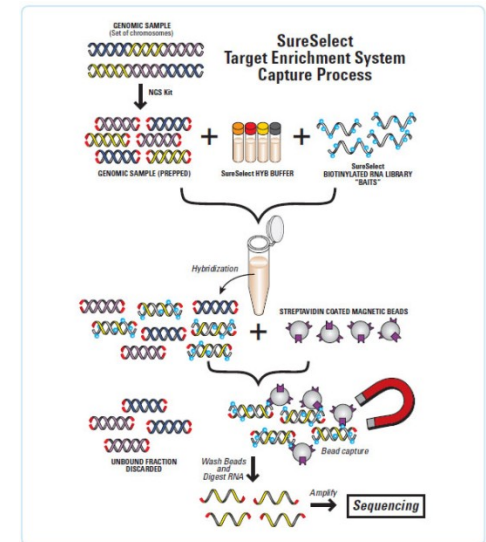 GENOMIC SAMPLE
(Set of chromosomes)
SureSelect
Target Enrichment System
Capture Process
NGS Kit
GENOMIC SAMPLE (PREPPED)
SureSelect HYB BUFFER
SureSelect
BIOTINYLATED RNA LIBRARY
"BAITS"
Hybridization
STREPTAVIDIN COATED MAGNETIC BEADS
UNBOUND FRACTION
DISCARDED
Bead capture
Wash Beads
and
Digest RNA
Amplify
Sequencing